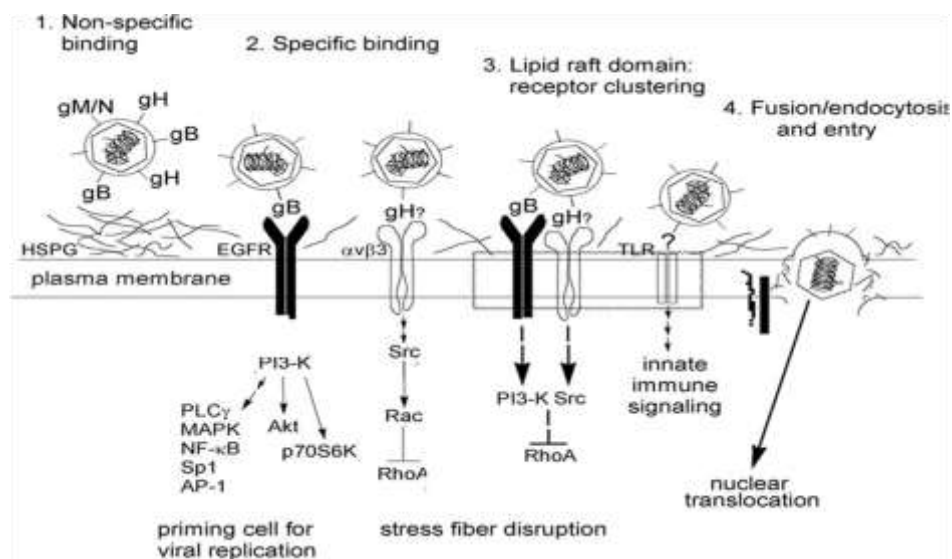 1. Non-specific
binding
2. Specific binding
3. Lipid raft domain:
receptor clustering
4. Fusion/endocytosis
and entry
gM/N
gH
gB
gB
gH
gB
gH?
gB
gH?
?
HSPG
EGFR
αvβ3
TLR
plasma membrane
PI3-K
PLCγ
MAPK
NF-κB
Sp1
AP-1
Akt
p70S6K
Src
Rac
RhoA
PI3-K Src
RhoA
innate
immune
signaling
nuclear
translocation
priming cell for
viral replication
stress fiber disruption